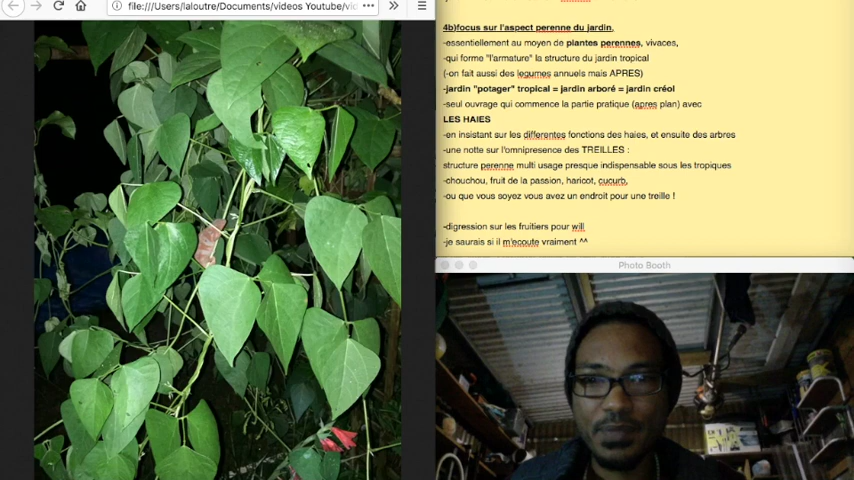 file:///Users/laloutre/Documents/videos Youtube/vid
4b)focus sur l'aspect perenne du jardin,
-essentiellement au moyen de plantes perennes, vivaces,
-qui forme "l'armature" la structure du jardin tropical
(-on fait aussi des legumes annuels mais APRES)
-jardin "potager" tropical = jardin arboré = jardin créol
-seul ouvrage qui commence la partie pratique (apres plan) avec
LES HAIES
-en insistant sur les differentes fonctions des haies, et ensuite des arbres
-une notte sur l'omnipresence des TREILLES :
structure perenne multi usage presque indispensable sous les tropiques
-chouchou, fruit de la passion, haricot, cucurb,
-ou que vous soyez vous avez un endroit pour une treille !
-digression sur les fruitiers pour will
-je saurais si il m'ecoute vraiment ^^
Photo Booth